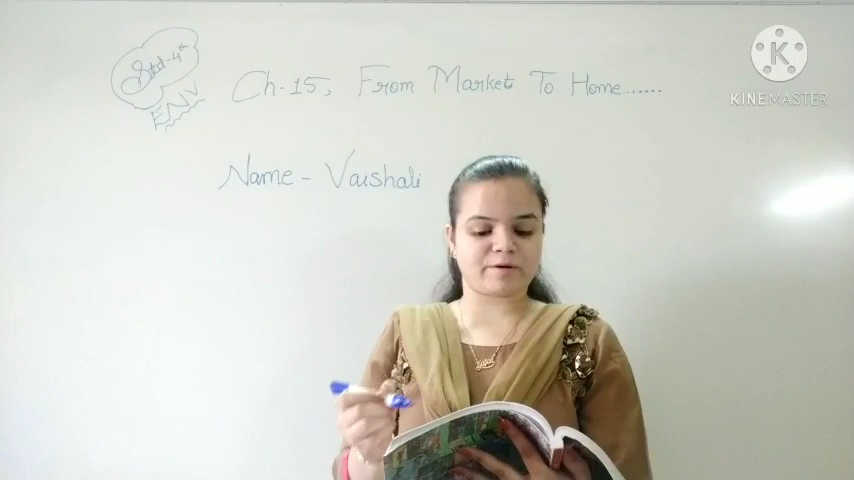 Std-4th
ENV
Ch-15, From Market To Home.......
Name - Vaishali
K
KINEMASTER